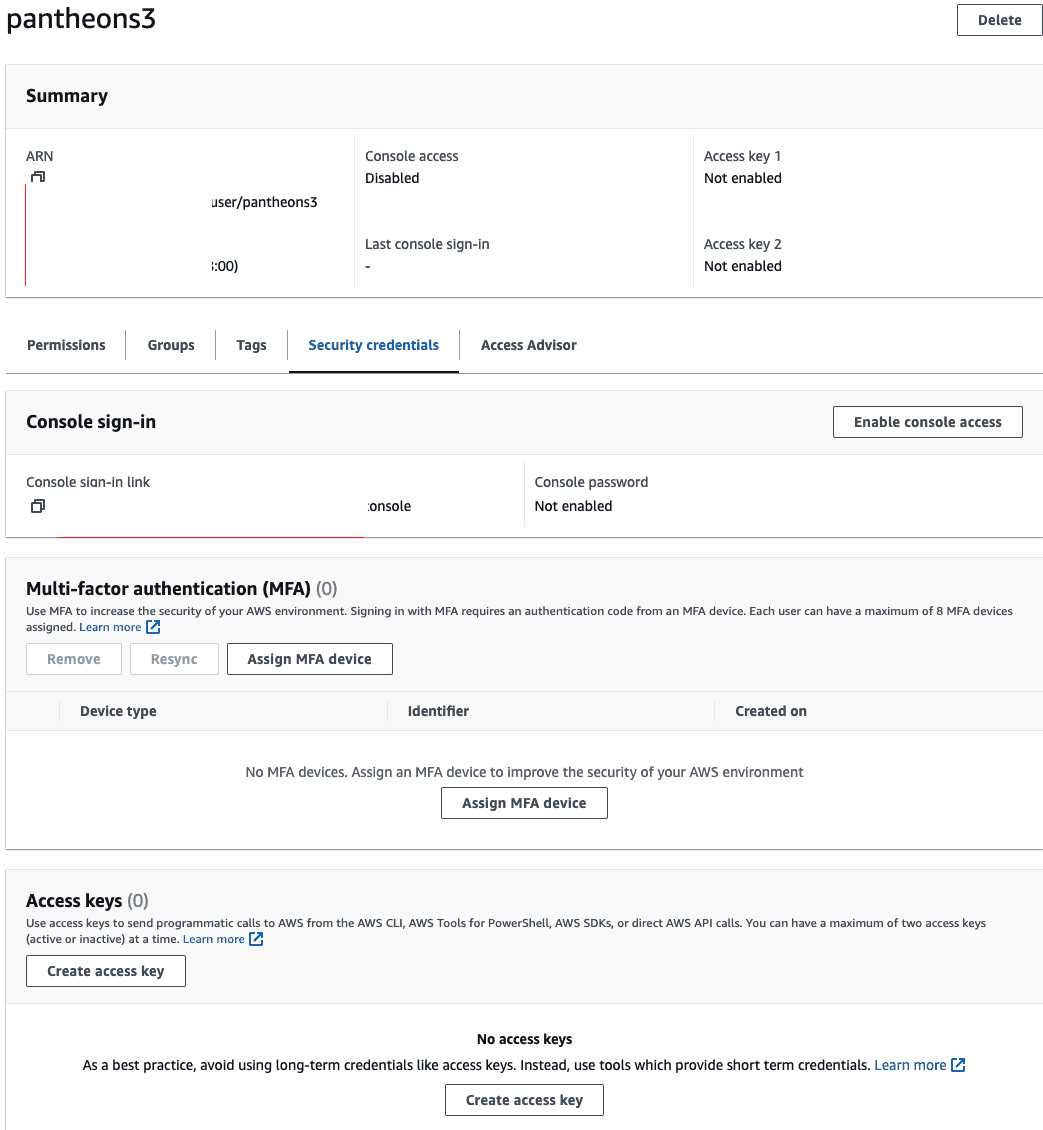 pantheons3
Delete
Summary
ARN
user/pantheons3
:00)
Console access
Disabled
Last console sign-in
-
Access key 1
Not enabled
Access key 2
Not enabled
Permissions
Groups
Tags
Security credentials
Access Advisor
Console sign-in
Enable console access
Console sign-in link
console
Console password
Not enabled
Multi-factor authentication (MFA) (0)
Use MFA to increase the security of your AWS environment. Signing in with MFA requires an authentication code from an MFA device. Each user can have a maximum of 8 MFA devices
assigned. Learn more
Remove
Resync
Assign MFA device
Device type
Identifier
Created on
No MFA devices. Assign an MFA device to improve the security of your AWS environment
Assign MFA device
Access keys (0)
Use access keys to send programmatic calls to AWS from the AWS CLI, AWS Tools for PowerShell, AWS SDKs, or direct AWS API calls. You can have a maximum of two access keys
(active or inactive) at a time. Learn more
Create access key
No access keys
As a best practice, avoid using long-term credentials like access keys. Instead, use tools which provide short term credentials. Learn more
Create access key